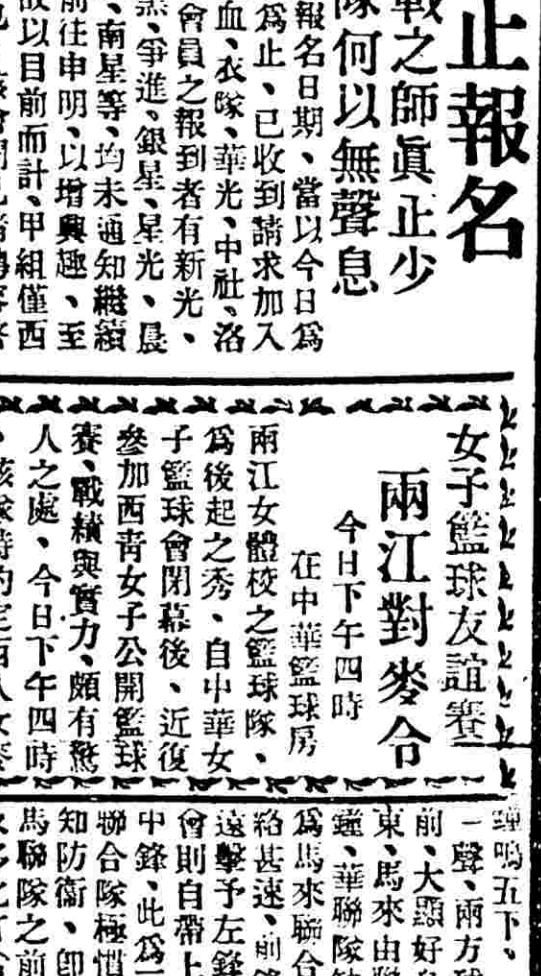 止報名
戰之師眞止少
隊何以無聲息
報名日期、當以今日爲
爲止、已收到請求加入
血、衣隊、華光、中社、洛
會員之報到者有新光、
黑、爭進、銀星、星光、晨
、南星等、均未通知繼續
前往申明、以增興趣、至
故以目前而計、甲組僅西
女子籃球友誼賽
兩江對麥令
今日下午四時
在中華籃球房
兩江女體校之籃球隊、
爲後起之秀、自中華女
子籃球會閉幕後、近復
參加西青女子公開籃球
賽、戰績與實力、頗有驚
人之處、今日下午四時
鐘鳴五下、
一聲、兩方
前、大顯好
東、馬來由
鐘、華聯隊
爲馬來聯合
絡甚速、前鋒
遠擊予左鋒
會則自帶上
中鋒、此爲
聯合隊極
知防衛、卽
馬聯隊之前